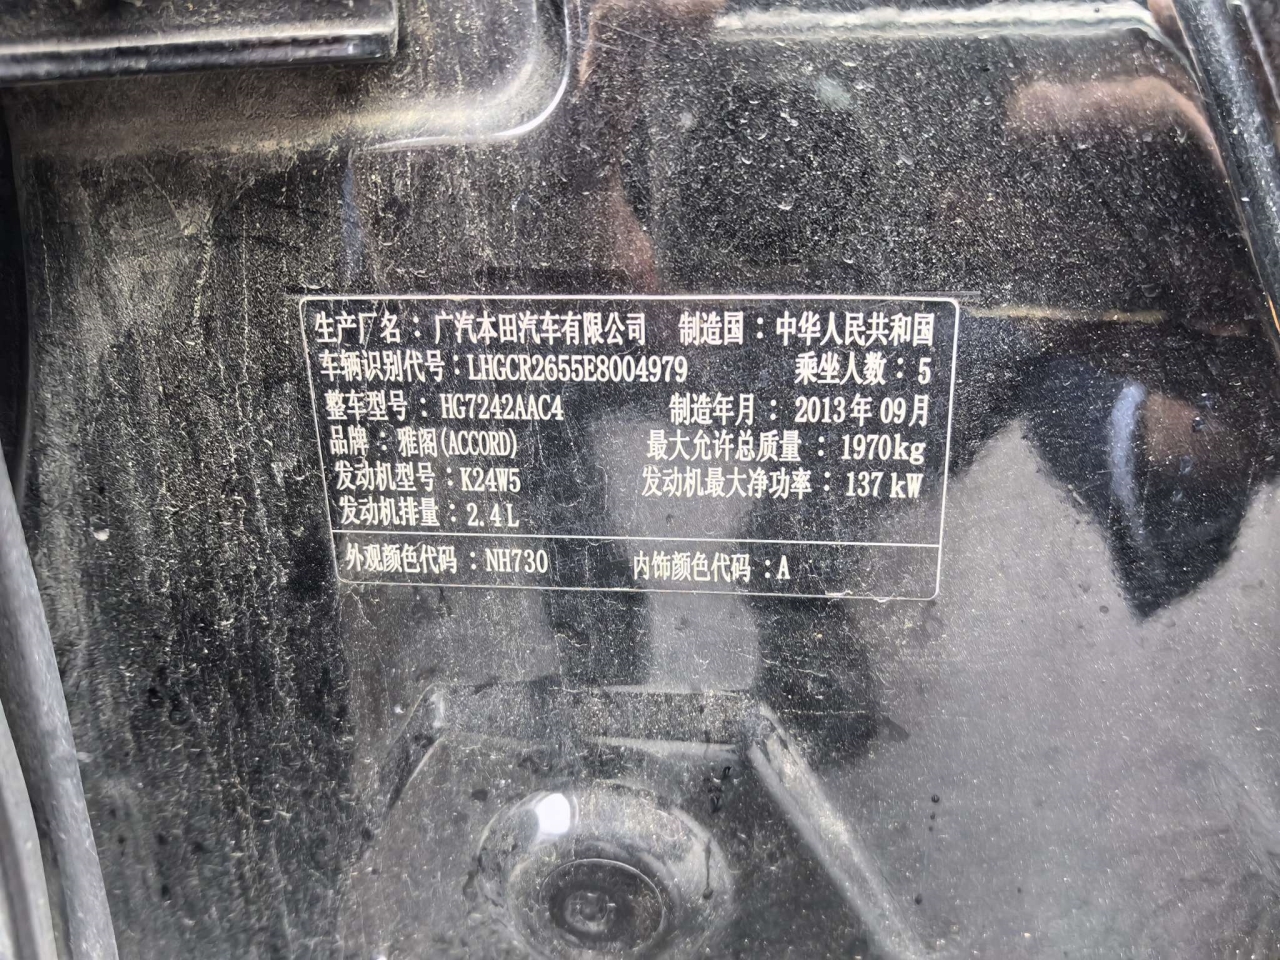 生产厂名：广汽本田汽车有限公司 制造国：中华人民共和国
车辆识别代号：LHGCR2655E8004979 乘坐人数：5
整车型号：HG7242AAC4 制造年月：2013年09月
品牌：雅阁(ACCORD) 最大允许总质量：1970kg
发动机型号：K24W5 发动机最大净功率：137kW
发动机排量：2.4L
外观颜色代码：NH730 内饰颜色代码：A